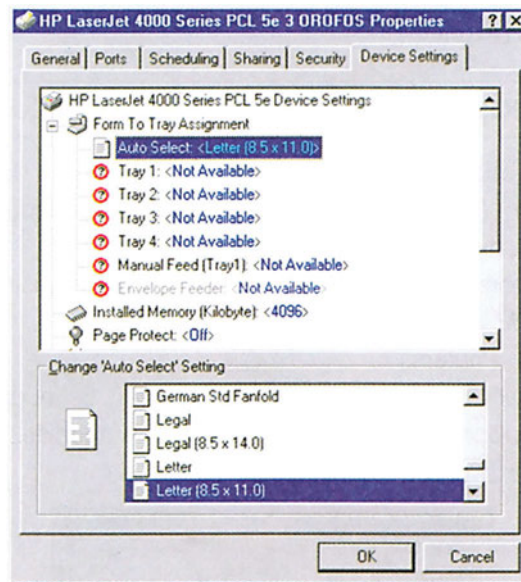 HP LaserJet 4000 Series PCL 5e 3 OROFOS Properties
General Ports Scheduling Sharing Security Device Settings
HP LaserJet 4000 Series PCL 5e Device Settings
Form To Tray Assignment
Auto Select: <Letter (8.5 x 11.0)>
Tray 1: <Not Available>
Tray 2: <Not Available>
Tray 3: <Not Available>
Tray 4: <Not Available>
Manual Feed (Tray1): <Not Available>
Envelope Feeder: <Not Available>
Installed Memory (Kilobyte): <4096>
Page Protect: <Off>
Change 'Auto Select' Setting
German Std Fanfold
Legal
Legal (8.5 x 14.0)
Letter
Letter (8.5 x 11.0)
OK Cancel